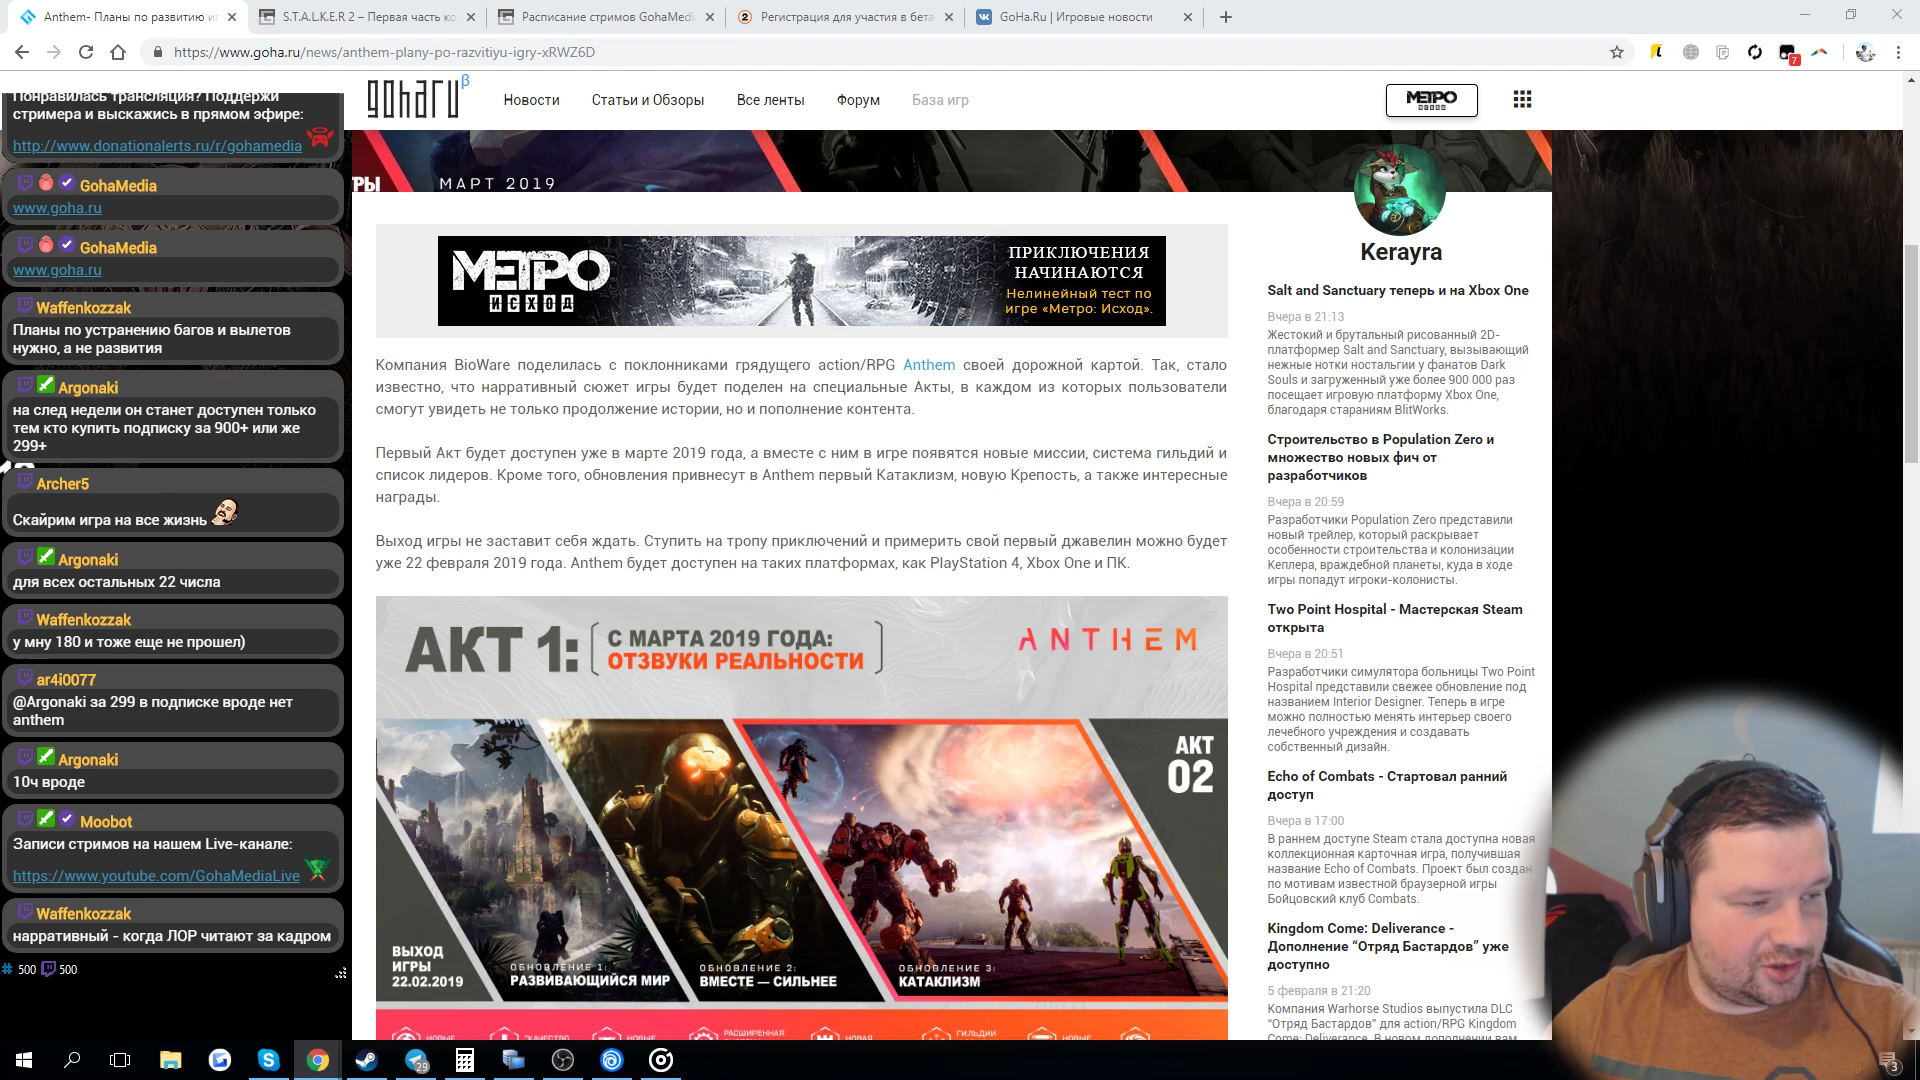 Anthem- Планы по развитию иг
S.T.A.L.K.E.R 2 – Первая часть ко
Расписание стримов GohaMedi
Регистрация для участия в бета
GoHa.Ru | Игровые новости
https://www.goha.ru/news/anthem-plany-po-razvitiyu-igry-xRWZ6D
7
goharu β
Новости
Статьи и Обзоры
Все ленты
Форум
База игр
МЕТРО
ИСХОД
Понравилась трансляция? Поддержи
стримера и выскажись в прямом эфире:
http://www.donationalerts.ru/r/gohamedia
GohaMedia
www.goha.ru
GohaMedia
www.goha.ru
Waffenkozzak
Планы по устранению багов и вылетов
нужно, а не развития
Argonaki
на след недели он станет доступен только
тем кто купить подписку за 900+ или же
299+
Archer5
Скайрим игра на все жизнь
Argonaki
для всех остальных 22 числа
Waffenkozzak
у мну 180 и тоже еще не прошел)
ar4i0077
@Argonaki за 299 в подписке вроде нет
anthem
Argonaki
10ч вроде
Moobot
Записи стримов на нашем Live-канале:
https://www.youtube.com/GohaMediaLive
Waffenkozzak
нарративный - когда ЛОР читают за кадром
# 500 500
РЫ
МАРТ 2019
МЕТРО
ИСХОД
ПРИКЛЮЧЕНИЯ
НАЧИНАЮТСЯ
Нелинейный тест по
игре «Метро: Исход».
Компания BioWare поделилась с поклонниками грядущего action/RPG Anthem своей дорожной картой. Так, стало
известно, что нарративный сюжет игры будет поделен на специальные Акты, в каждом из которых пользователи
смогут увидеть не только продолжение истории, но и пополнение контента.
Первый Акт будет доступен уже в марте 2019 года, а вместе с ним в игре появятся новые миссии, система гильдий и
список лидеров. Кроме того, обновления привнесут в Anthem первый Катаклизм, новую Крепость, а также интересные
награды.
Выход игры не заставит себя ждать. Ступить на тропу приключений и примерить свой первый джавелин можно будет
уже 22 февраля 2019 года. Anthem будет доступен на таких платформах, как PlayStation 4, Xbox One и ПК.
АКТ 1:
С МАРТА 2019 ГОДА:
ОТЗВУКИ РЕАЛЬНОСТИ
ANTHEM
АКТ
02
ВЫХОД
ИГРЫ
22.02.2019
ОБНОВЛЕНИЕ 1:
РАЗВИВАЮЩИЙСЯ МИР
ОБНОВЛЕНИЕ 2:
ВМЕСТЕ — СИЛЬНЕЕ
ОБНОВЛЕНИЕ 3:
КАТАКЛИЗМ
НОВЫЕ
"КАЧЕСТВО
НОВЫЕ
РАСШИРЕННАЯ
НОВАЯ
ГИЛЬДИИ
НОВЫЕ
Kerayra
Salt and Sanctuary теперь и на Xbox One
Вчера в 21:13
Жестокий и брутальный рисованный 2D-
платформер Salt and Sanctuary, вызывающий
нежные нотки ностальгии у фанатов Dark
Souls и загруженный уже более 900 000 раз
посещает игровую платформу Xbox One,
благодаря стараниям BlitWorks.
Строительство в Population Zero и
множество новых фич от
разработчиков
Вчера в 20:59
Разработчики Population Zero представили
новый трейлер, который раскрывает
особенности строительства и колонизации
Кеплера, враждебной планеты, куда в ходе
игры попадут игроки-колонисты.
Two Point Hospital - Мастерская Steam
открыта
Вчера в 20:51
Разработчики симулятора больницы Two Point
Hospital представили свежее обновление под
названием Interior Designer. Теперь в игре
можно полностью менять интерьер своего
лечебного учреждения и создавать
собственный дизайн.
Echo of Combats - Стартовал ранний
доступ
Вчера в 17:00
В раннем доступе Steam стала доступна новая
коллекционная карточная игра, получившая
название Echo of Combats. Проект был создан
по мотивам известной браузерной игры
Бойцовский клуб Combats.
Kingdom Come: Deliverance -
Дополнение “Отряд Бастардов” уже
доступно
5 февраля в 21:20
Компания Warhorse Studios выпустила DLC
“Отряд Бастардов” для action/RPG Kingdom
Come: Deliverance. В новом дополнении вам
29
3